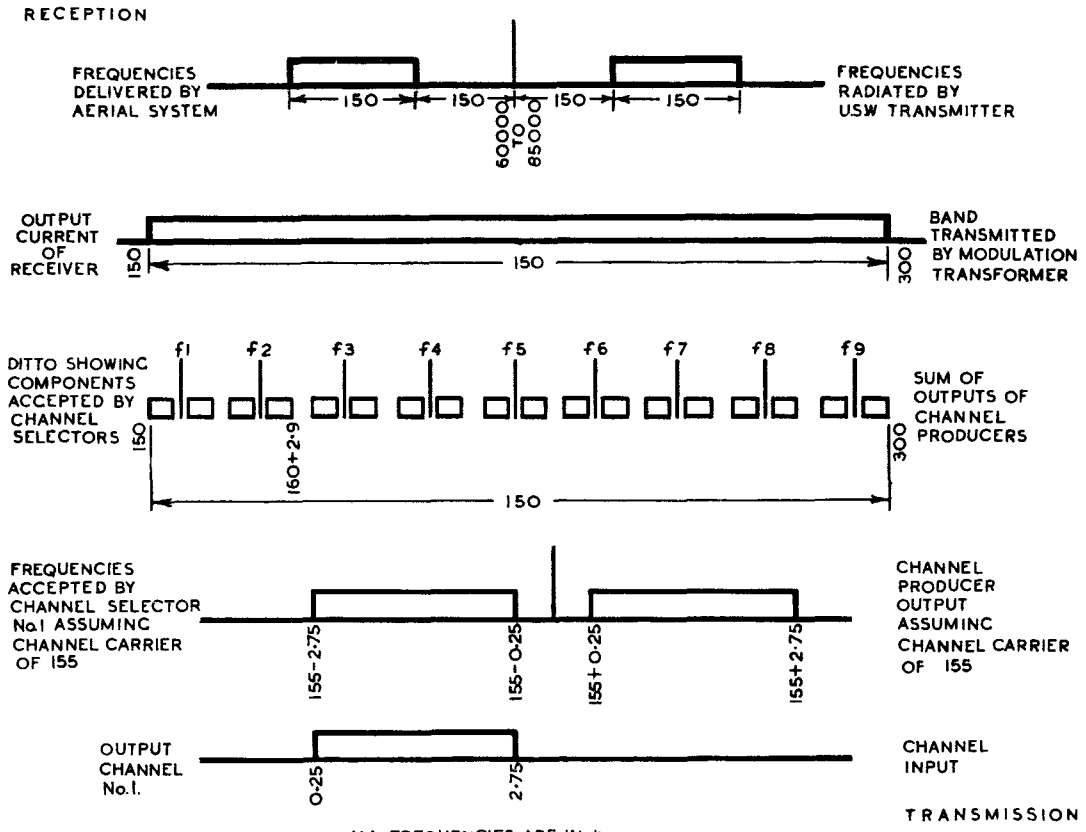 RECEPTION
FREQUENCIES
DELIVERED BY
AERIAL SYSTEM
150
150
150
150
60000
TO
85000
FREQUENCIES
RADIATED BY
U.S.W TRANSMITTER
OUTPUT
CURRENT
OF
RECEIVER
150
150
300
BAND
TRANSMITTED
BY MODULATION
TRANSFORMER
DITTO SHOWING
COMPONENTS
ACCEPTED BY
CHANNEL
SELECTORS
f1 f2 f3 f4 f5 f6 f7 f8 f9
150
160+2·9
150
300
SUM OF
OUTPUTS OF
CHANNEL
PRODUCERS
FREQUENCIES
ACCEPTED BY
CHANNEL SELECTOR
No.1 ASSUMING
CHANNEL CARRIER
OF 155
155-2·75
155-0·25
155+0·25
155+2·75
CHANNEL
PRODUCER
OUTPUT
ASSUMING
CHANNEL CARRIER
OF 155
OUTPUT
CHANNEL
No.1.
0·25
2·75
CHANNEL
INPUT
TRANSMISSION